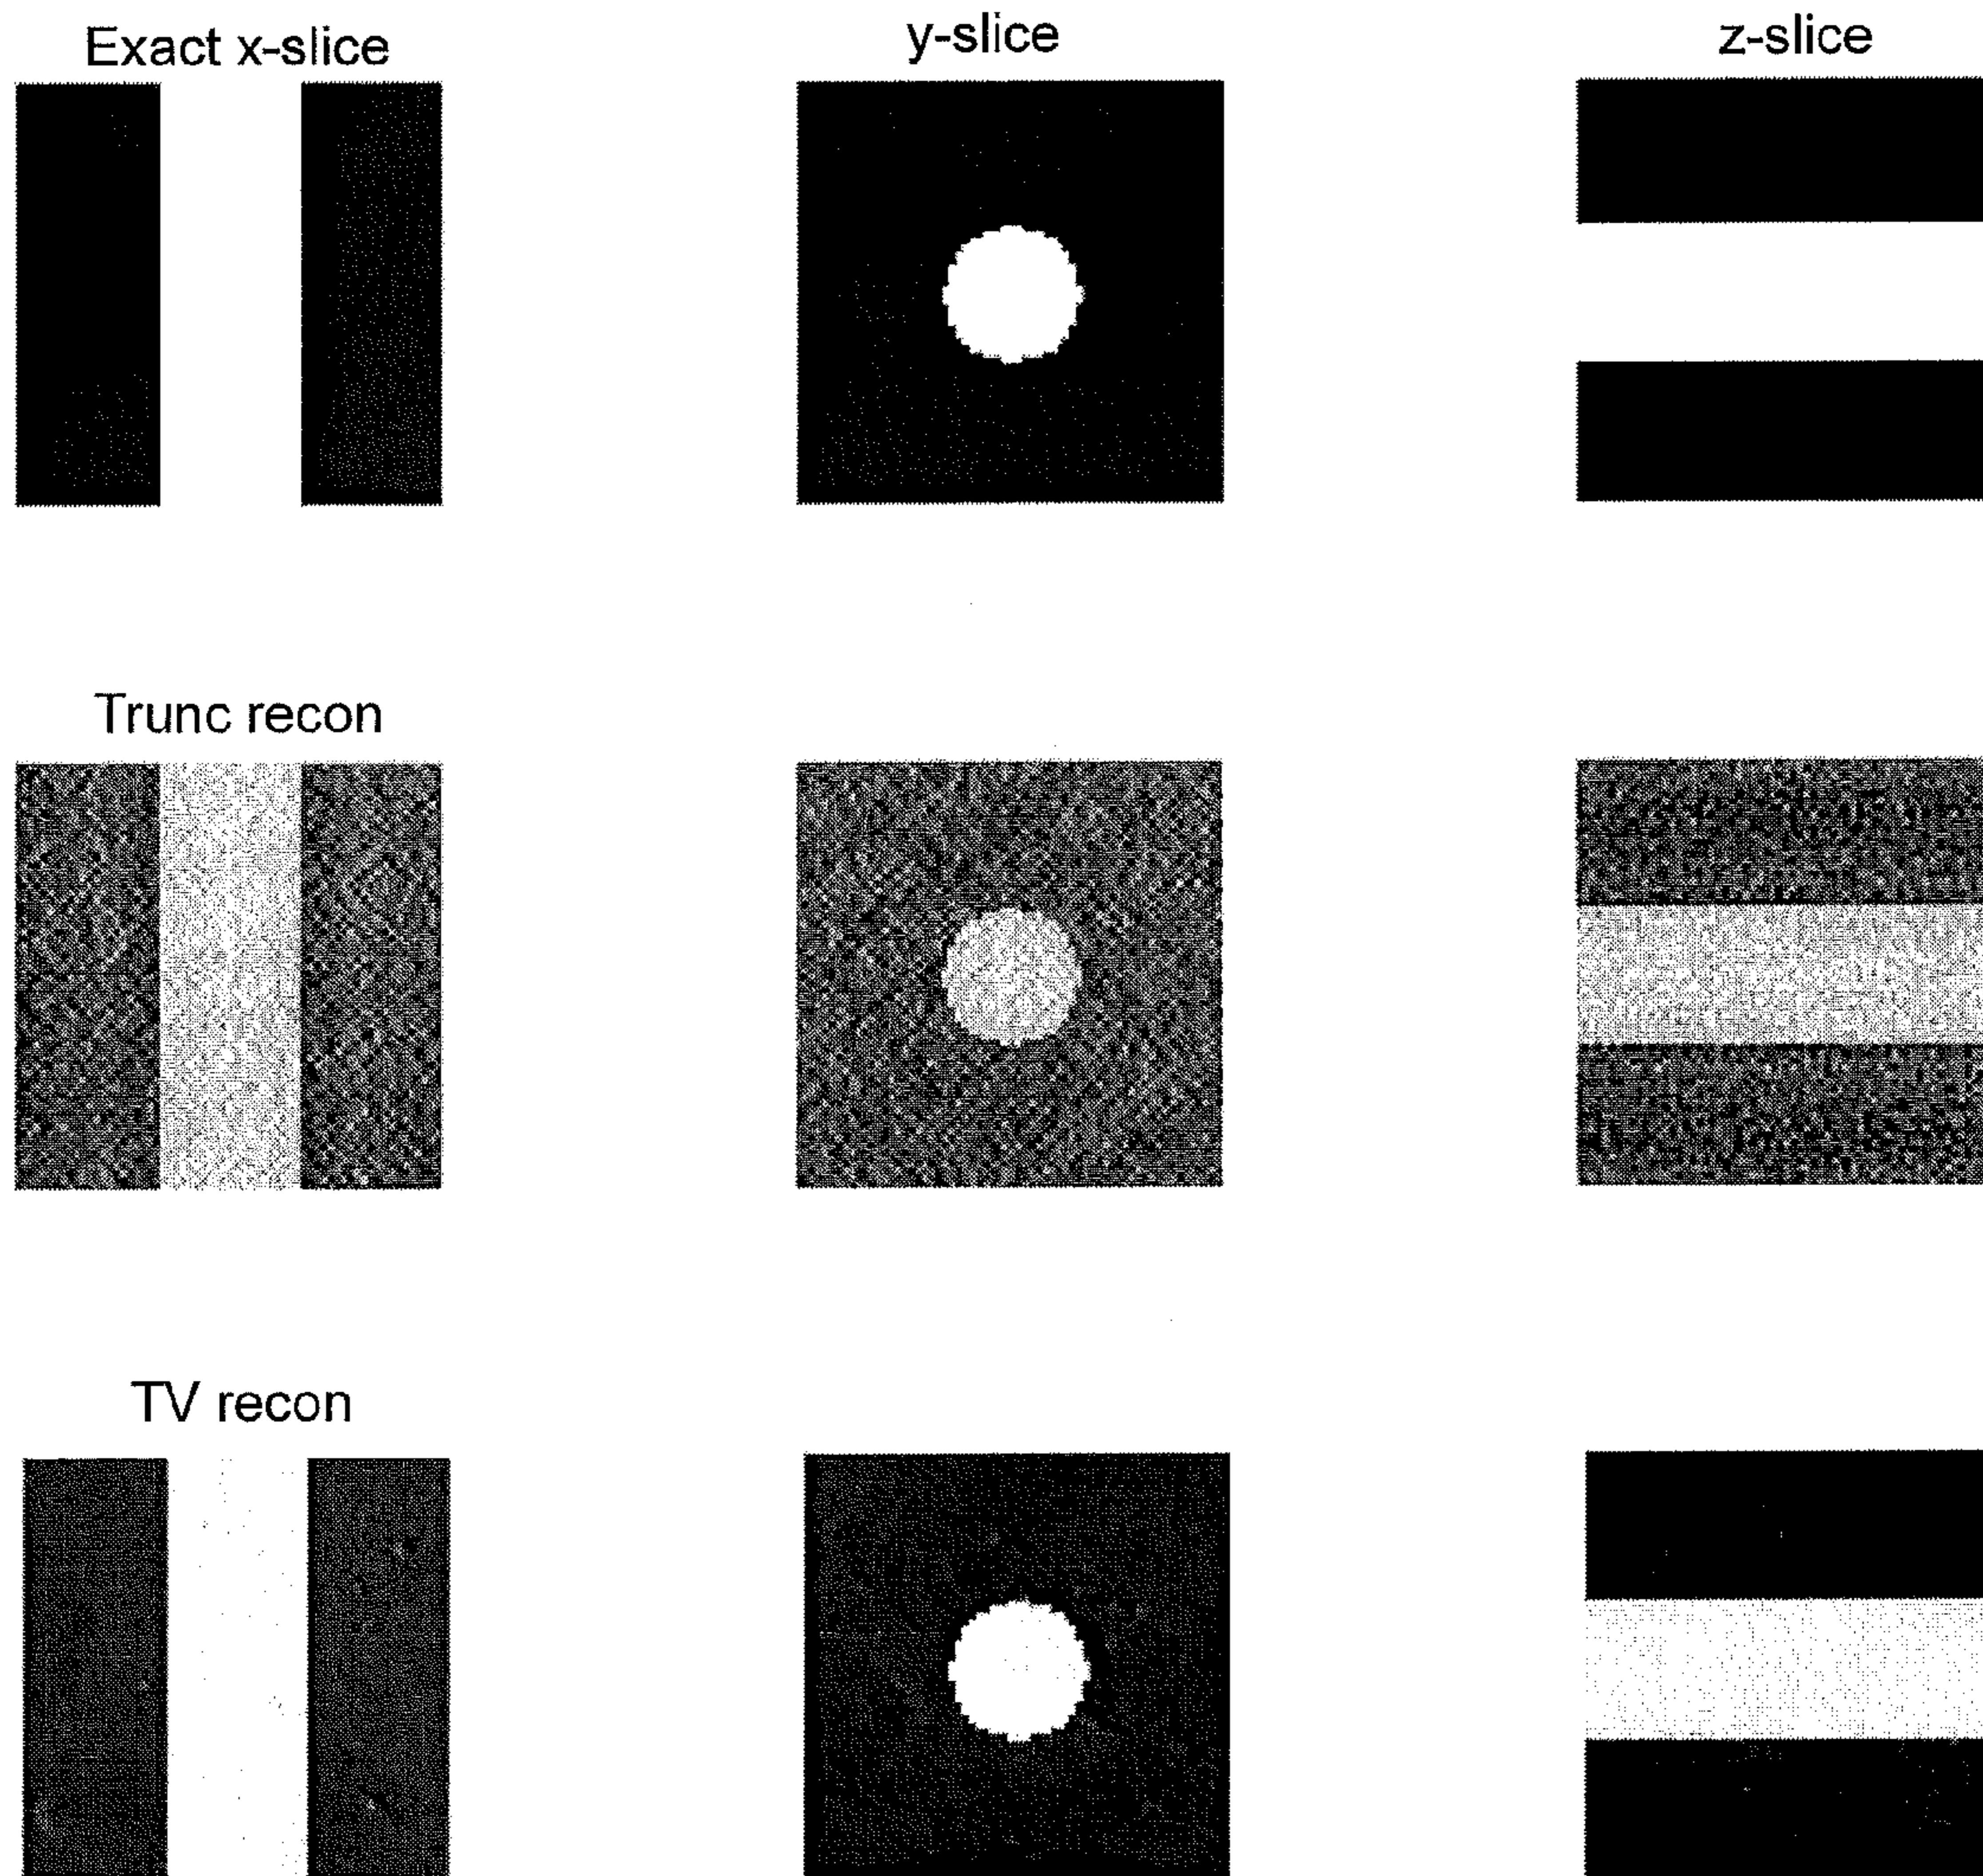 Exact x-slice
y-slice
z-slice
Trunc recon
TV recon